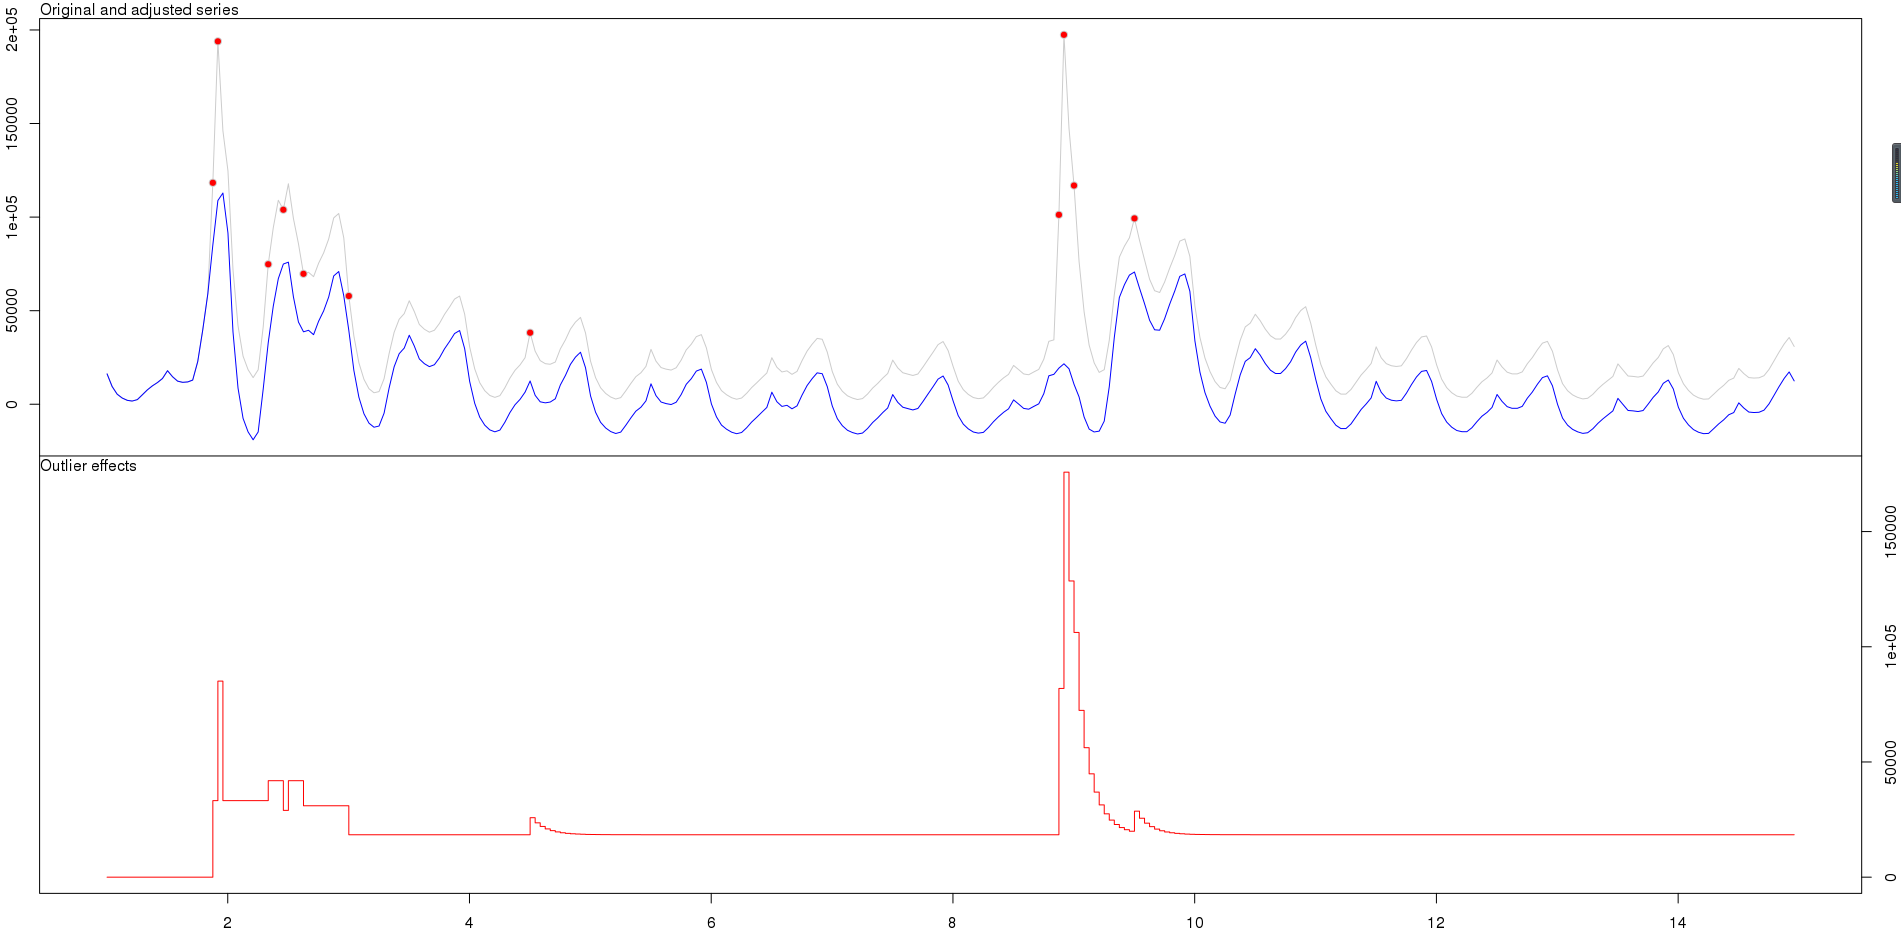 Original and adjusted series
2e+05
150000
1e+05
50000
0
Outlier effects
150000
1e+05
50000
0
2 4 6 8 10 12 14